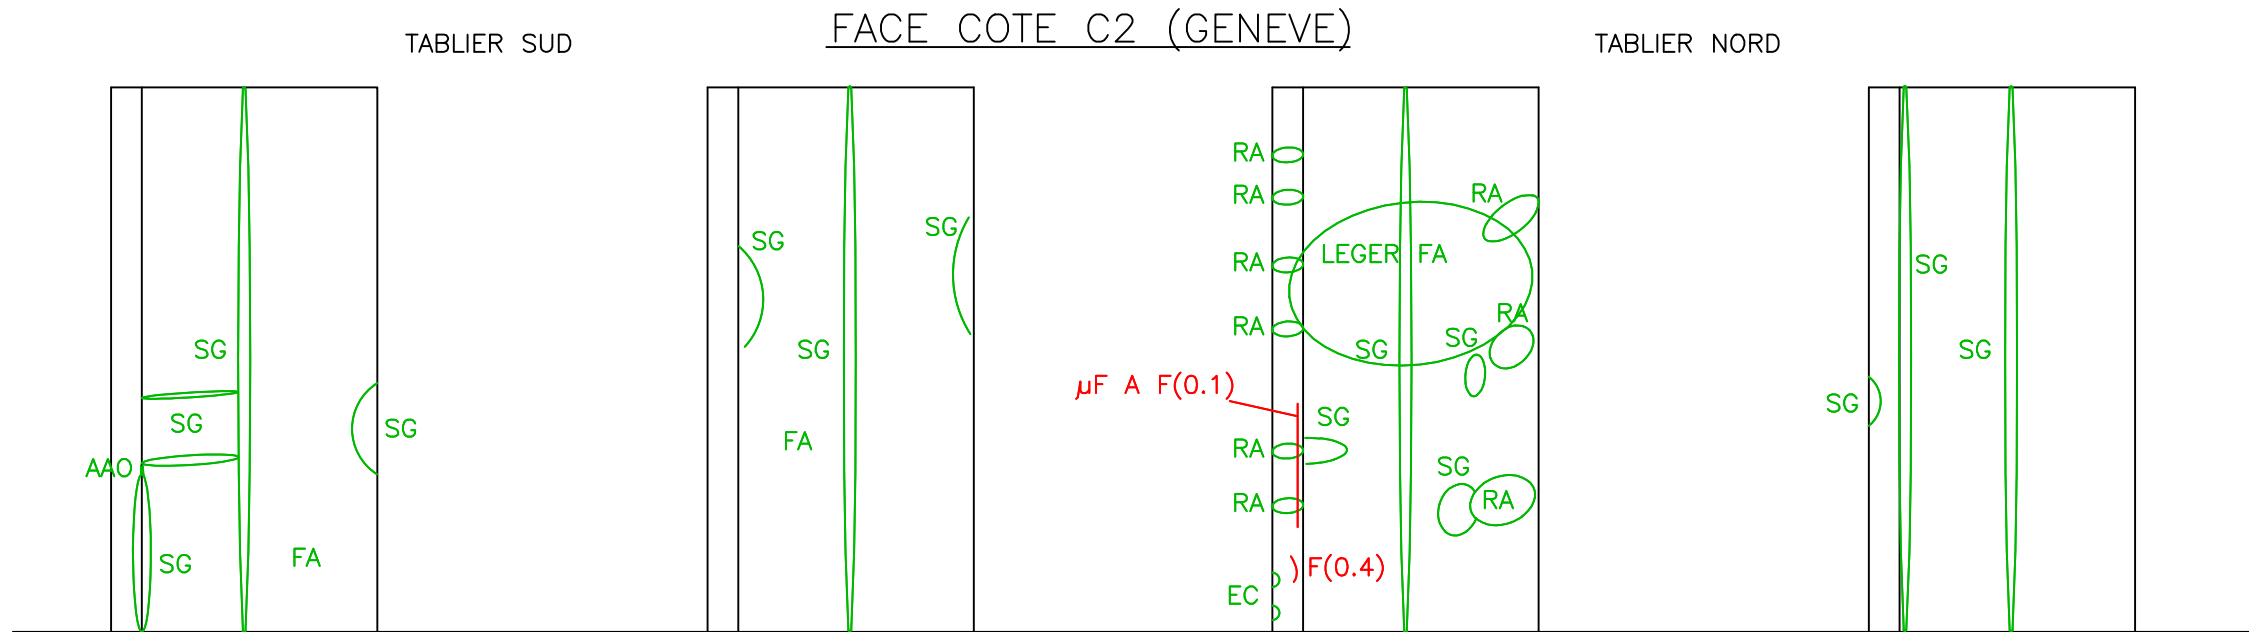 FACE COTE C2 (GENEVE)
TABLIER SUD
TABLIER NORD
SG
SG
AAO
SG
FA
SG
SG
SG
SG
FA
RA
RA
RA
RA
RA
LEGER FA
RA
SG
SG
µF A F(0.1)
SG
RA
SG
RA
RA
F(0.4)
EC
SG
SG
SG